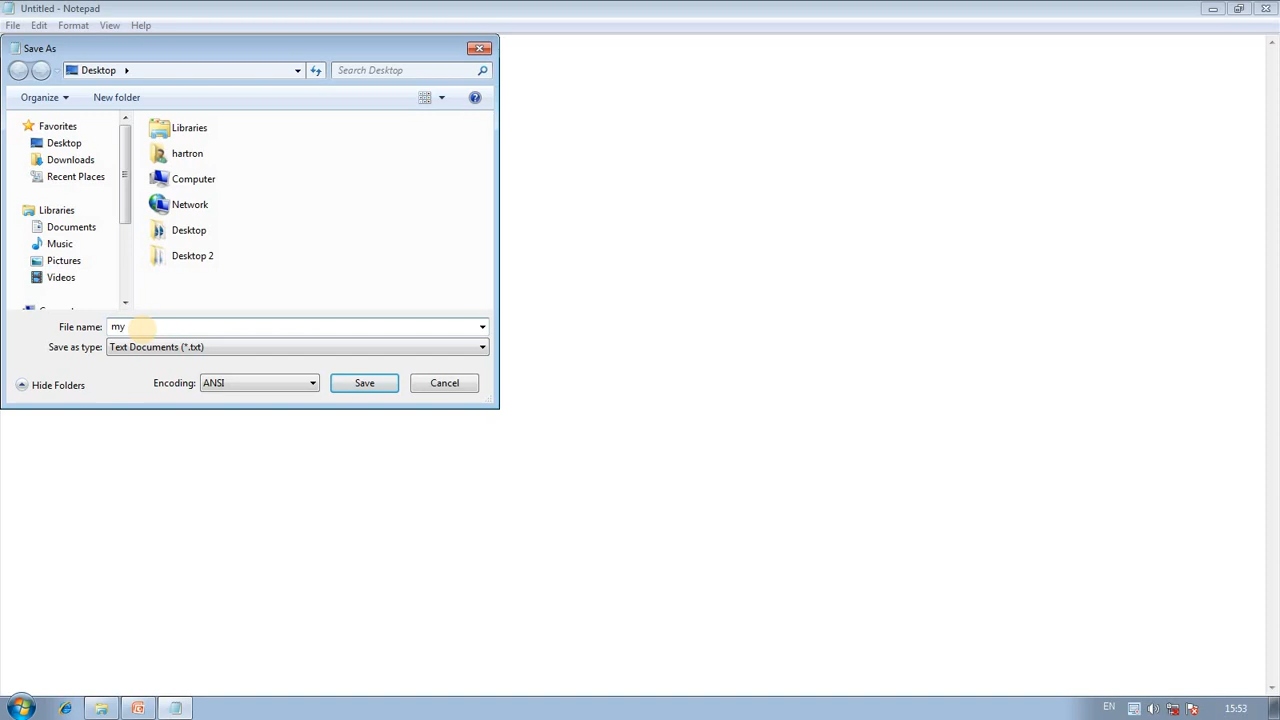 Untitled - Notepad
File Edit Format View Help
Save As
Desktop
Search Desktop
Organize New folder
Favorites
Desktop
Downloads
Recent Places
Libraries
Documents
Music
Pictures
Videos
Libraries
hartron
Computer
Network
Desktop
Desktop 2
File name: my
Save as type: Text Documents (*.txt)
Hide Folders Encoding: ANSI Save Cancel
EN 15:53